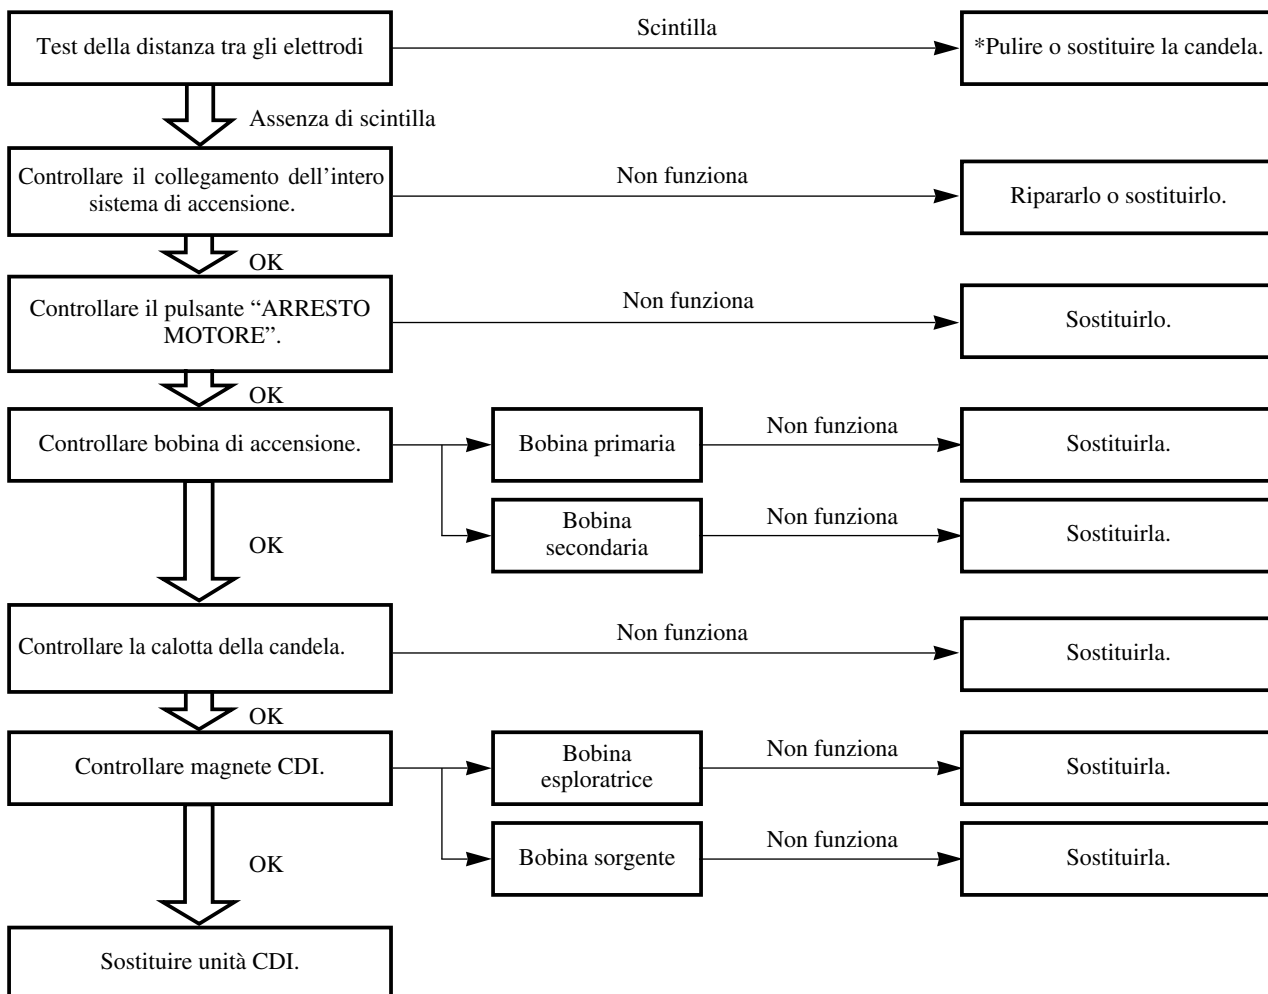 Test della distanza tra gli elettrodi
Scintilla
*Pulire o sostituire la candela.
Assenza di scintilla
Controllare il collegamento dell’intero
sistema di accensione.
Non funziona
Ripararlo o sostituirlo.
OK
Controllare il pulsante “ARRESTO
MOTORE”.
Non funziona
Sostituirlo.
OK
Controllare bobina di accensione.
Bobina primaria
Non funziona
Sostituirla.
Bobina
secondaria
Non funziona
Sostituirla.
OK
Controllare la calotta della candela.
Non funziona
Sostituirla.
OK
Controllare magnete CDI.
Bobina
esploratrice
Non funziona
Sostituirla.
Bobina sorgente
Non funziona
Sostituirla.
OK
Sostituire unità CDI.